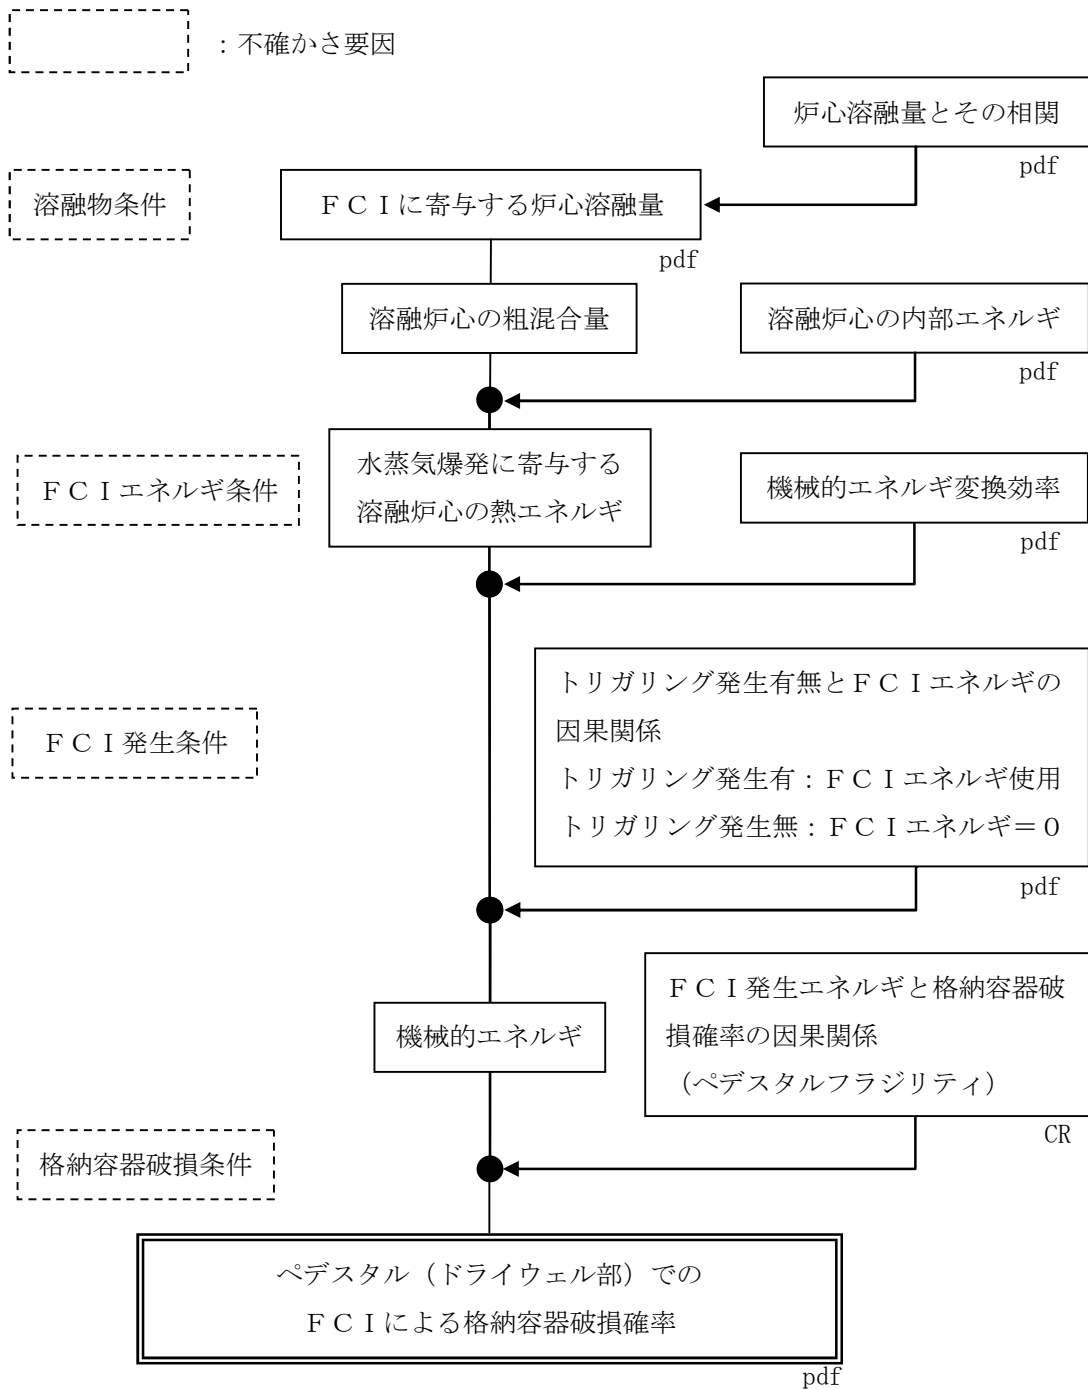 ：不確かさ要因
炉心溶融量とその相関
pdf
溶融物条件
ＦＣＩに寄与する炉心溶融量
pdf
溶融炉心の粗混合量
溶融炉心の内部エネルギ
pdf
水蒸気爆発に寄与する
溶融炉心の熱エネルギ
ＦＣＩエネルギ条件
機械的エネルギ変換効率
pdf
トリガリング発生有無とＦＣＩエネルギの
因果関係
トリガリング発生有：ＦＣＩエネルギ使用
トリガリング発生無：ＦＣＩエネルギ＝０
ＦＣＩ発生条件
pdf
ＦＣＩ発生エネルギと格納容器破
損確率の因果関係
（ペデスタルフラジリティ）
機械的エネルギ
CR
格納容器破損条件
ペデスタル（ドライウェル部）での
ＦＣＩによる格納容器破損確率
pdf